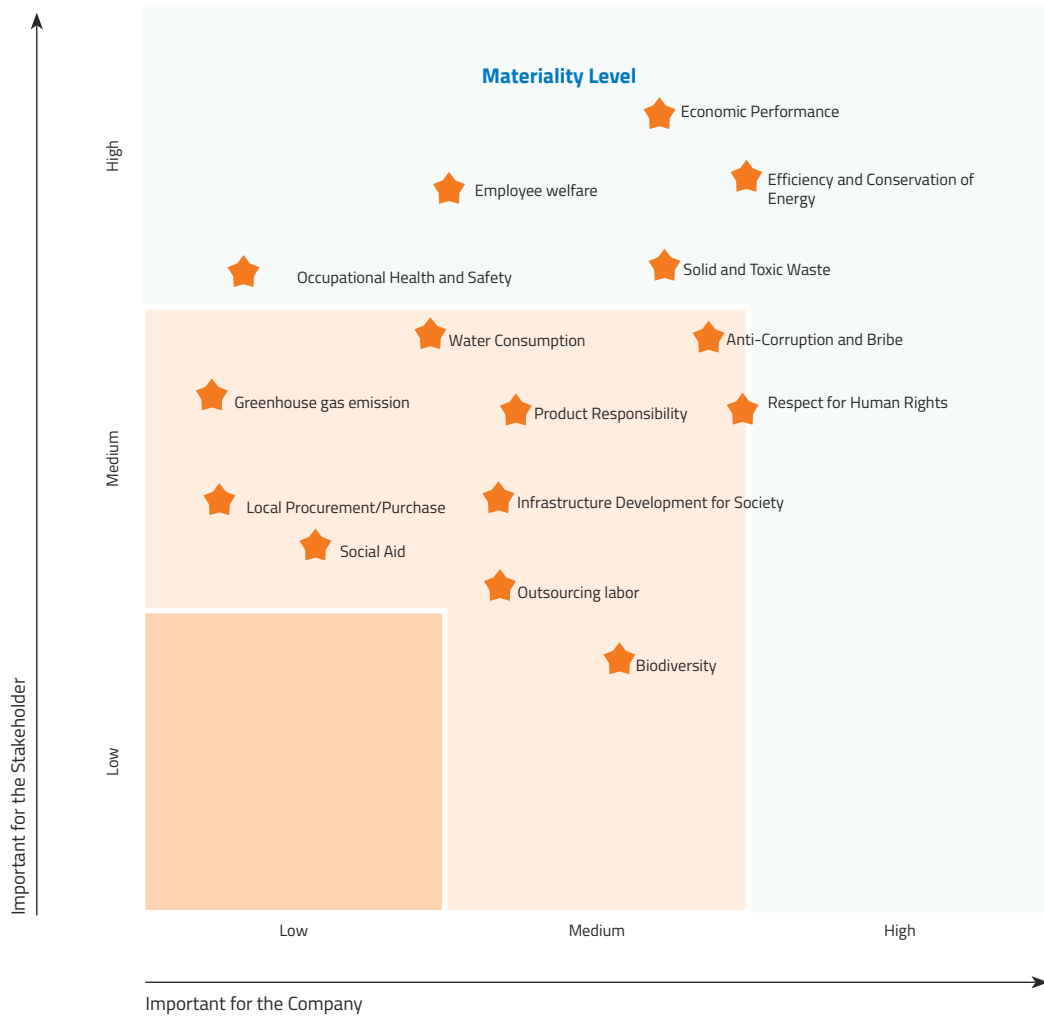 Materiality Level
Economic Performance
Efficiency and Conservation of
Energy
Employee welfare
Solid and Toxic Waste
Occupational Health and Safety
Water Consumption
Anti-Corruption and Bribe
Greenhouse gas emission
Product Responsibility
Respect for Human Rights
Local Procurement/Purchase
Infrastructure Development for Society
Social Aid
Outsourcing labor
Biodiversity
High
Medium
Low
Important for the Stakeholder
Low
Medium
High
Important for the Company